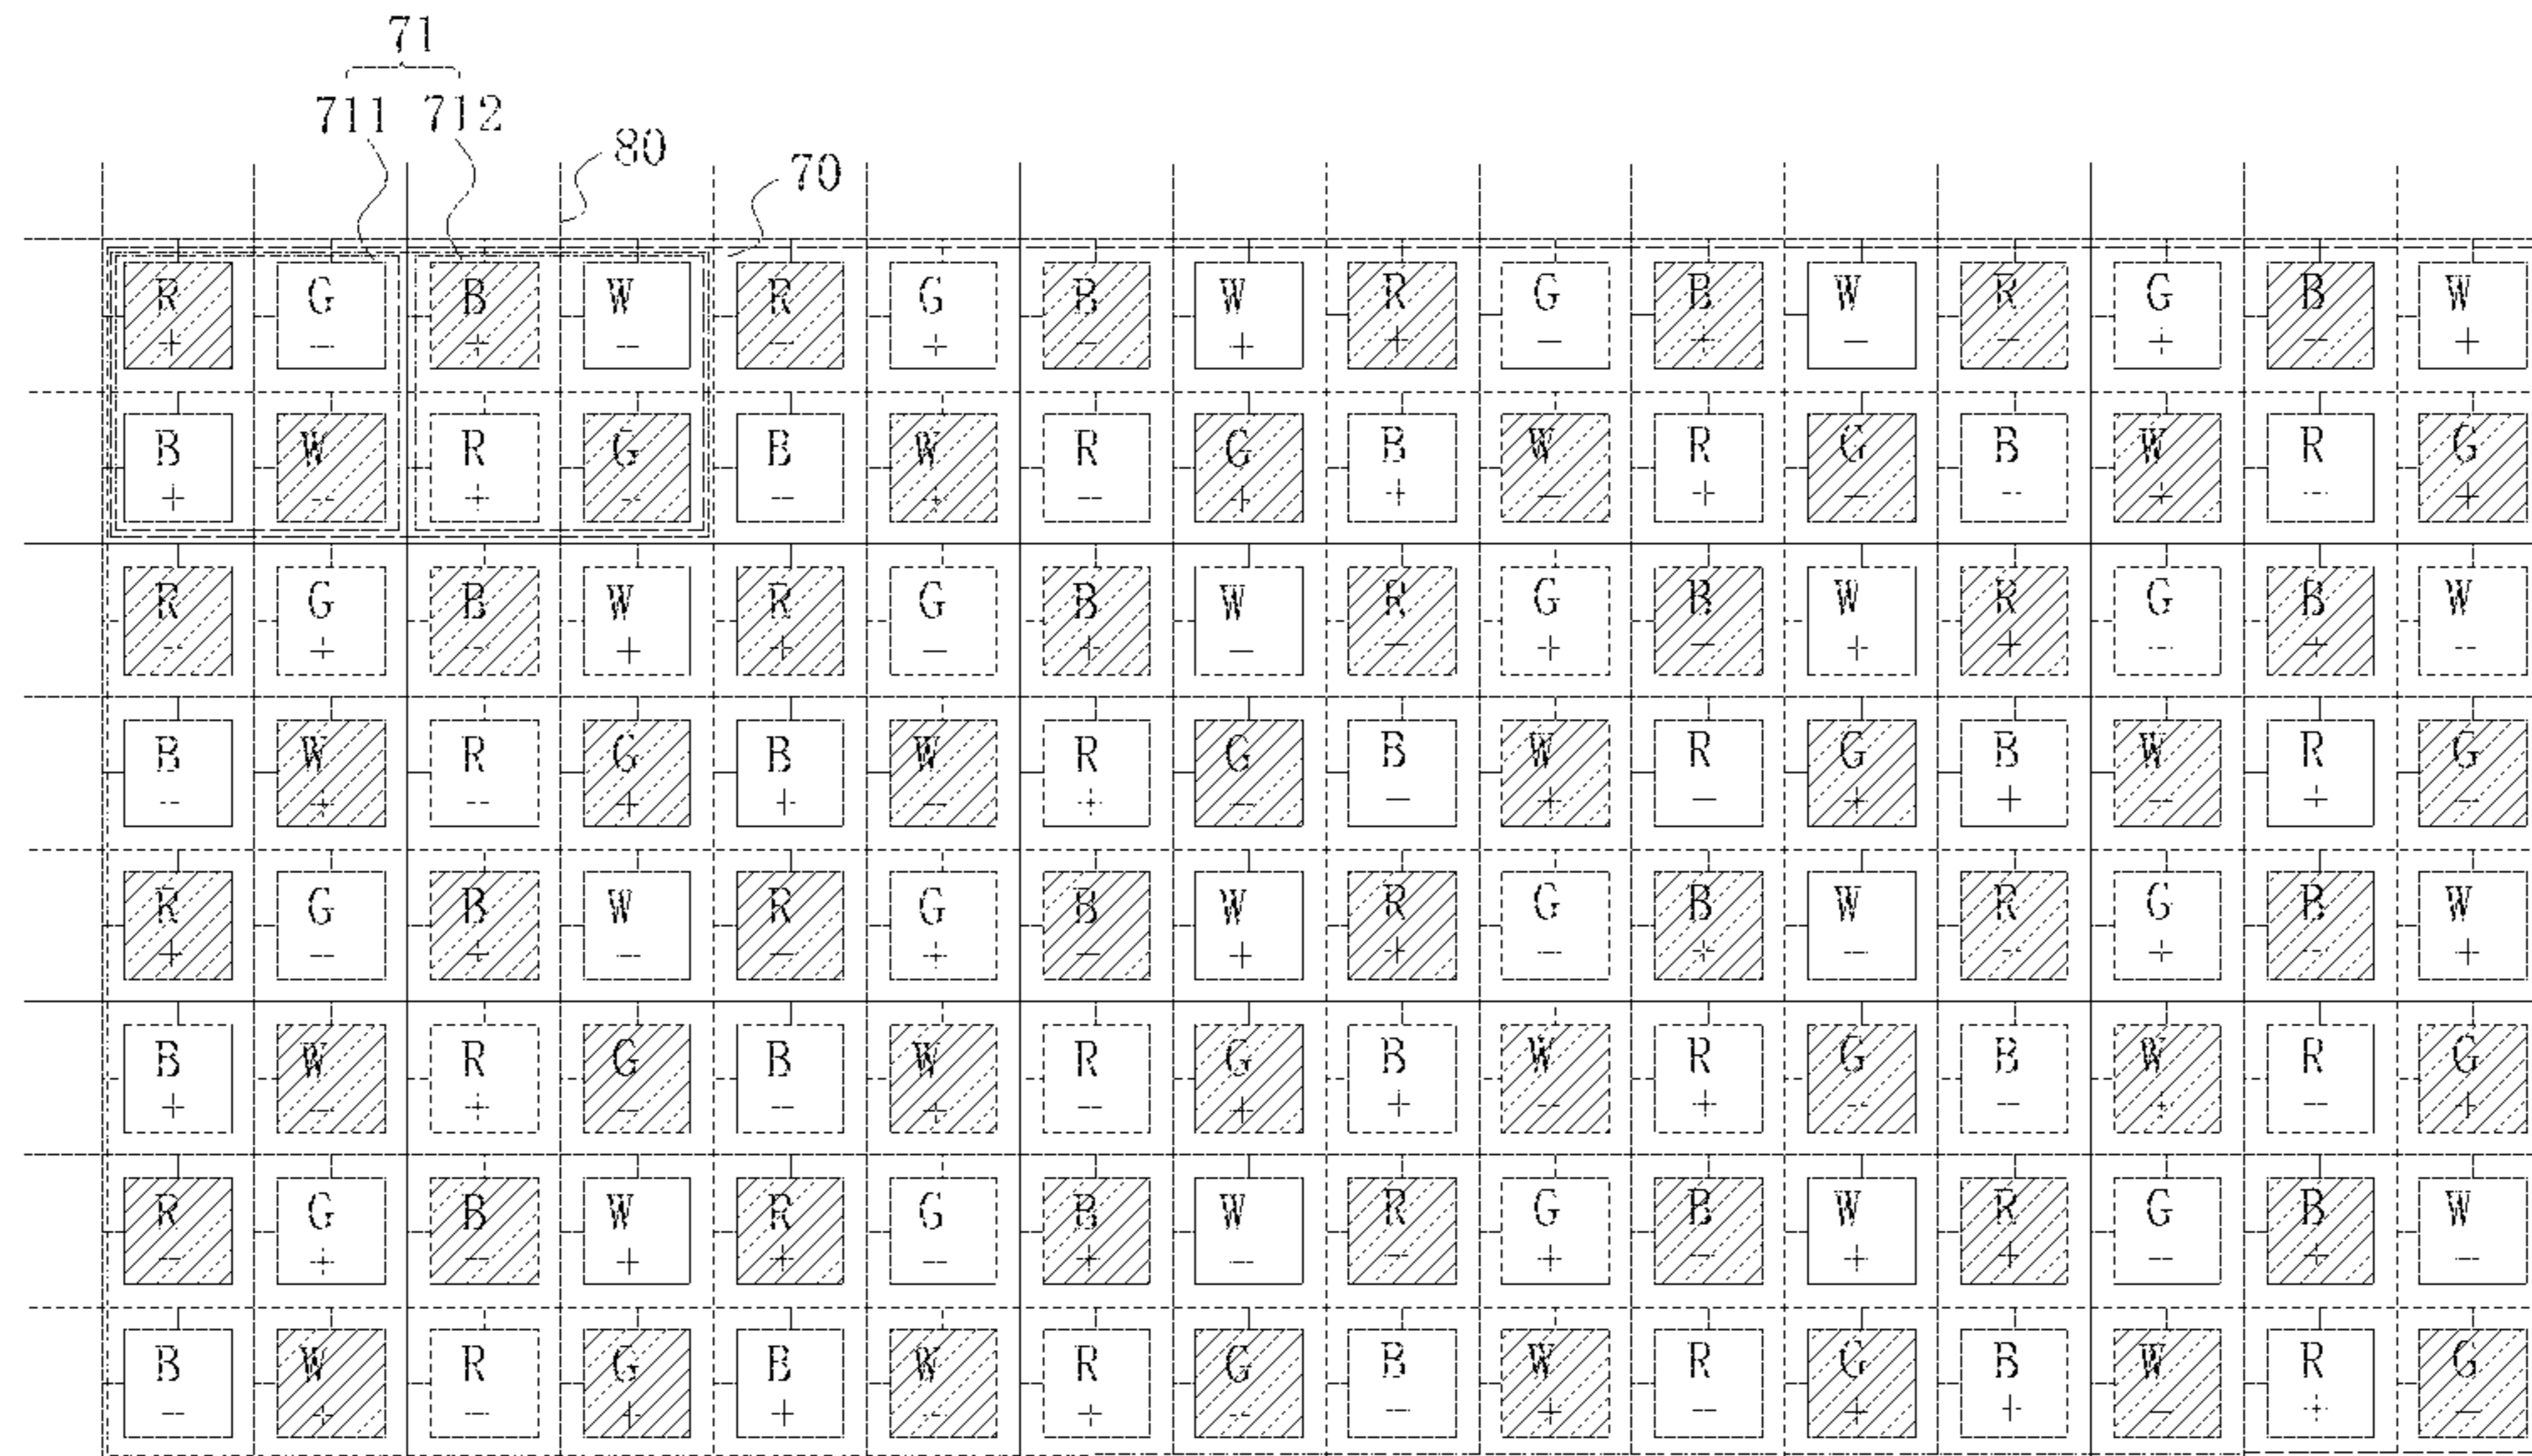 71
711 712
80
70
R G B W R G B W R G B W R G B W
+ - + - - + - + + - + - - + - +
B W R G B W R G B W R G B W R G
+ - + - - + - + + - + - - + - +
R G B W R G B W R G B W R G B W
- + - + + - + - - + - + + - + -
B W R G B W R G B W R G B W R G
- + - + + - + - - + - + + - + -
R G B W R G B W R G B W R G B W
+ - + - - + - + + - + - - + - +
B W R G B W R G B W R G B W R G
+ - + - - + - + + - + - - + - +
R G B W R G B W R G B W R G B W
- + - + + - + - - + - + + - + -
B W R G B W R G B W R G B W R G
- + - + + - + - - + - + + - + -